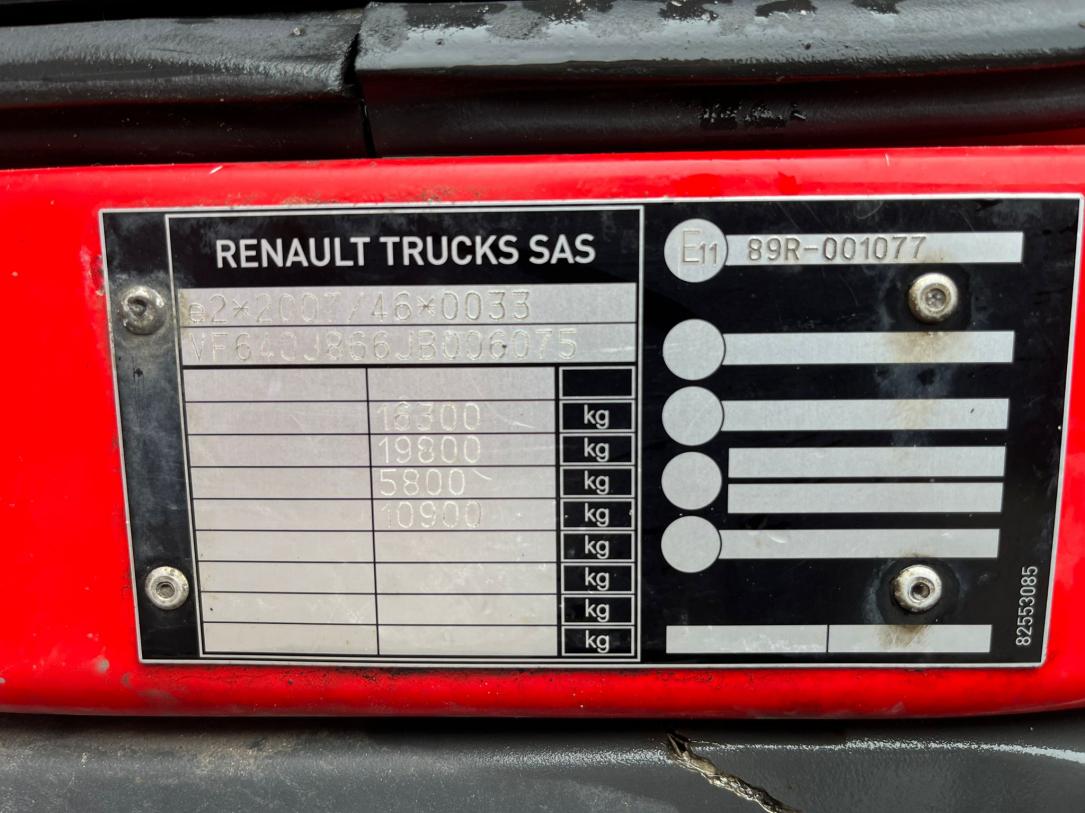 RENAULT TRUCKS SAS
e2*2007/46*0033
VF640J866JB006075
16300 kg
19800 kg
5800 kg
10900 kg
kg
kg
kg
kg
E11 89R-001077
82553085